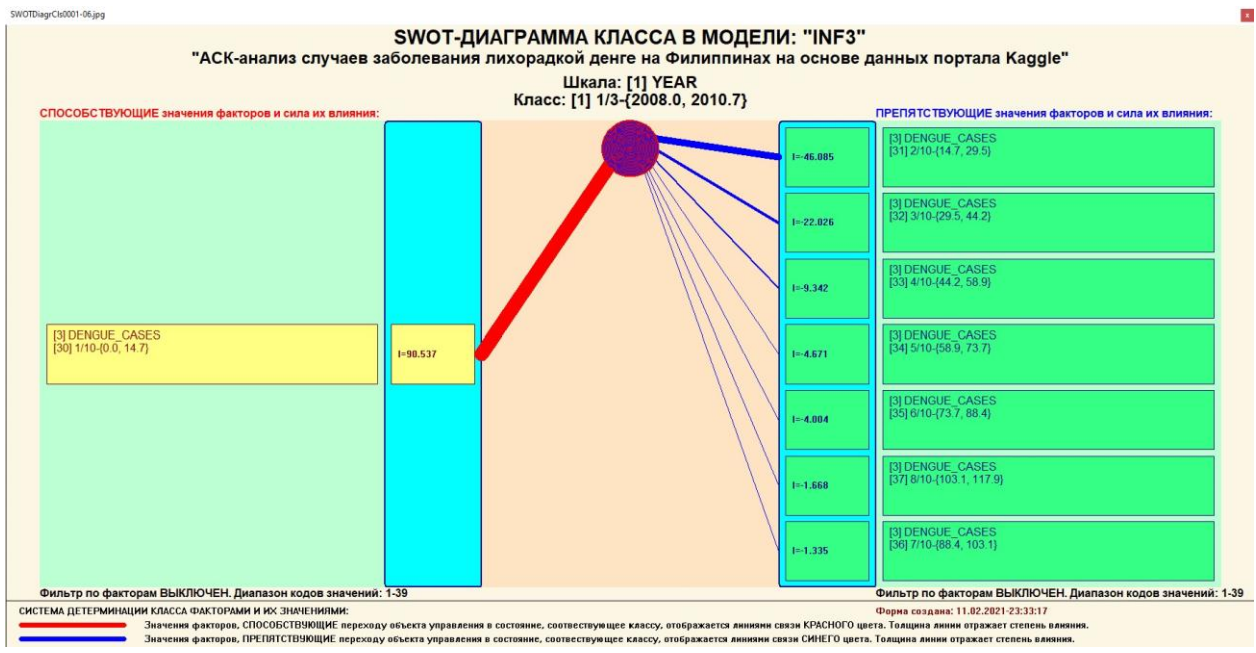 SWOTDiagrCls0001-06.jpg
x
SWOT-ДИАГРАММА КЛАССА В МОДЕЛИ: "INF3"
"АСК-анализ случаев заболевания лихорадкой денге на Филиппинах на основе данных портала Kaggle"
Шкала: [1] YEAR
Класс: [1] 1/3-{2008.0, 2010.7}
СПОСОБСТВУЮЩИЕ значения факторов и сила их влияния:
ПРЕПЯТСТВУЮЩИЕ значения факторов и сила их влияния:
[3] DENGUE_CASES
[30] 1/10-{0.0, 14.7}
I=90.537
I=-46.085
[3] DENGUE_CASES
[31] 2/10-{14.7, 29.5}
I=-22.026
[3] DENGUE_CASES
[32] 3/10-{29.5, 44.2}
I=-9.342
[3] DENGUE_CASES
[33] 4/10-{44.2, 58.9}
I=-4.671
[3] DENGUE_CASES
[34] 5/10-{58.9, 73.7}
I=-4.004
[3] DENGUE_CASES
[35] 6/10-{73.7, 88.4}
I=-1.668
[3] DENGUE_CASES
[37] 8/10-{103.1, 117.9}
I=-1.335
[3] DENGUE_CASES
[36] 7/10-{88.4, 103.1}
Фильтр по факторам ВЫКЛЮЧЕН. Диапазон кодов значений: 1-39
Фильтр по факторам ВЫКЛЮЧЕН. Диапазон кодов значений: 1-39
СИСТЕМА ДЕТЕРМИНАЦИИ КЛАССА ФАКТОРАМИ И ИХ ЗНАЧЕНИЯМИ:
Форма создана: 11.02.2021-23:33:17
Значения факторов, СПОСОБСТВУЮЩИЕ переходу объекта управления в состояние, соотвествующее классу, отображается линиями связи КРАСНОГО цвета. Толщина линии отражает степень влияния.
Значения факторов, ПРЕПЯТСТВУЮЩИЕ переходу объекта управления в состояние, соотвествующее классу, отображается линиями связи СИНЕГО цвета. Толщина линии отражает степень влияния.